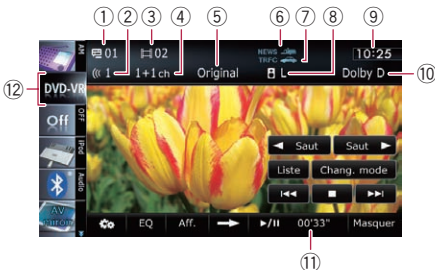 ① ② ③ ④ ⑤ ⑥ ⑦ ⑧ ⑨
AM 01 02 NEWS 10:25
TRFC
1 1+1 ch Original L Dolby D ⑩
⑫ DVD-VR
Off OFF
◄ Saut Saut ►
iPod Liste Chang. mode
Audio
AV
EQ Aff. ►/II 00'33" Masquer
⑪